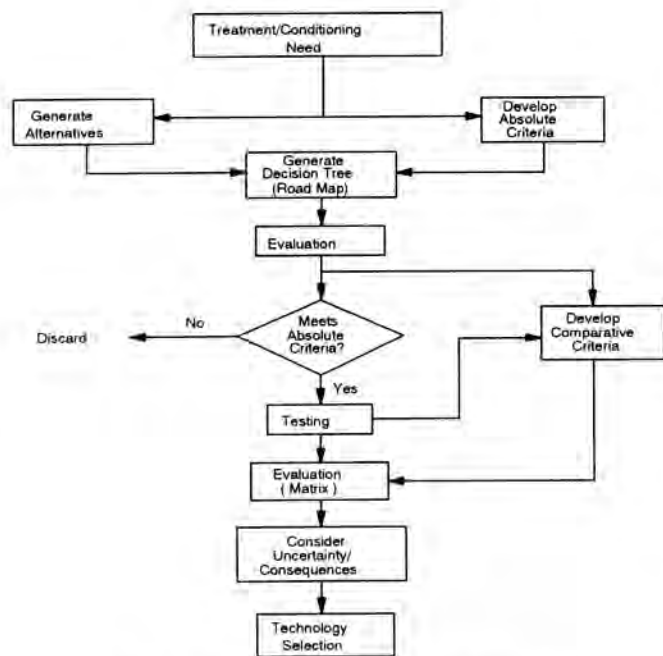 Treatment/Conditioning
Need
Generate
Alternatives
Develop
Absolute
Criteria
Generate
Decision Tree
(Road Map)
Evaluation
Meets
Absolute
Criteria?
No
Discard
Develop
Comparative
Criteria
Yes
Testing
Evaluation
( Matrix )
Consider
Uncertainty/
Consequences
Technology
Selection